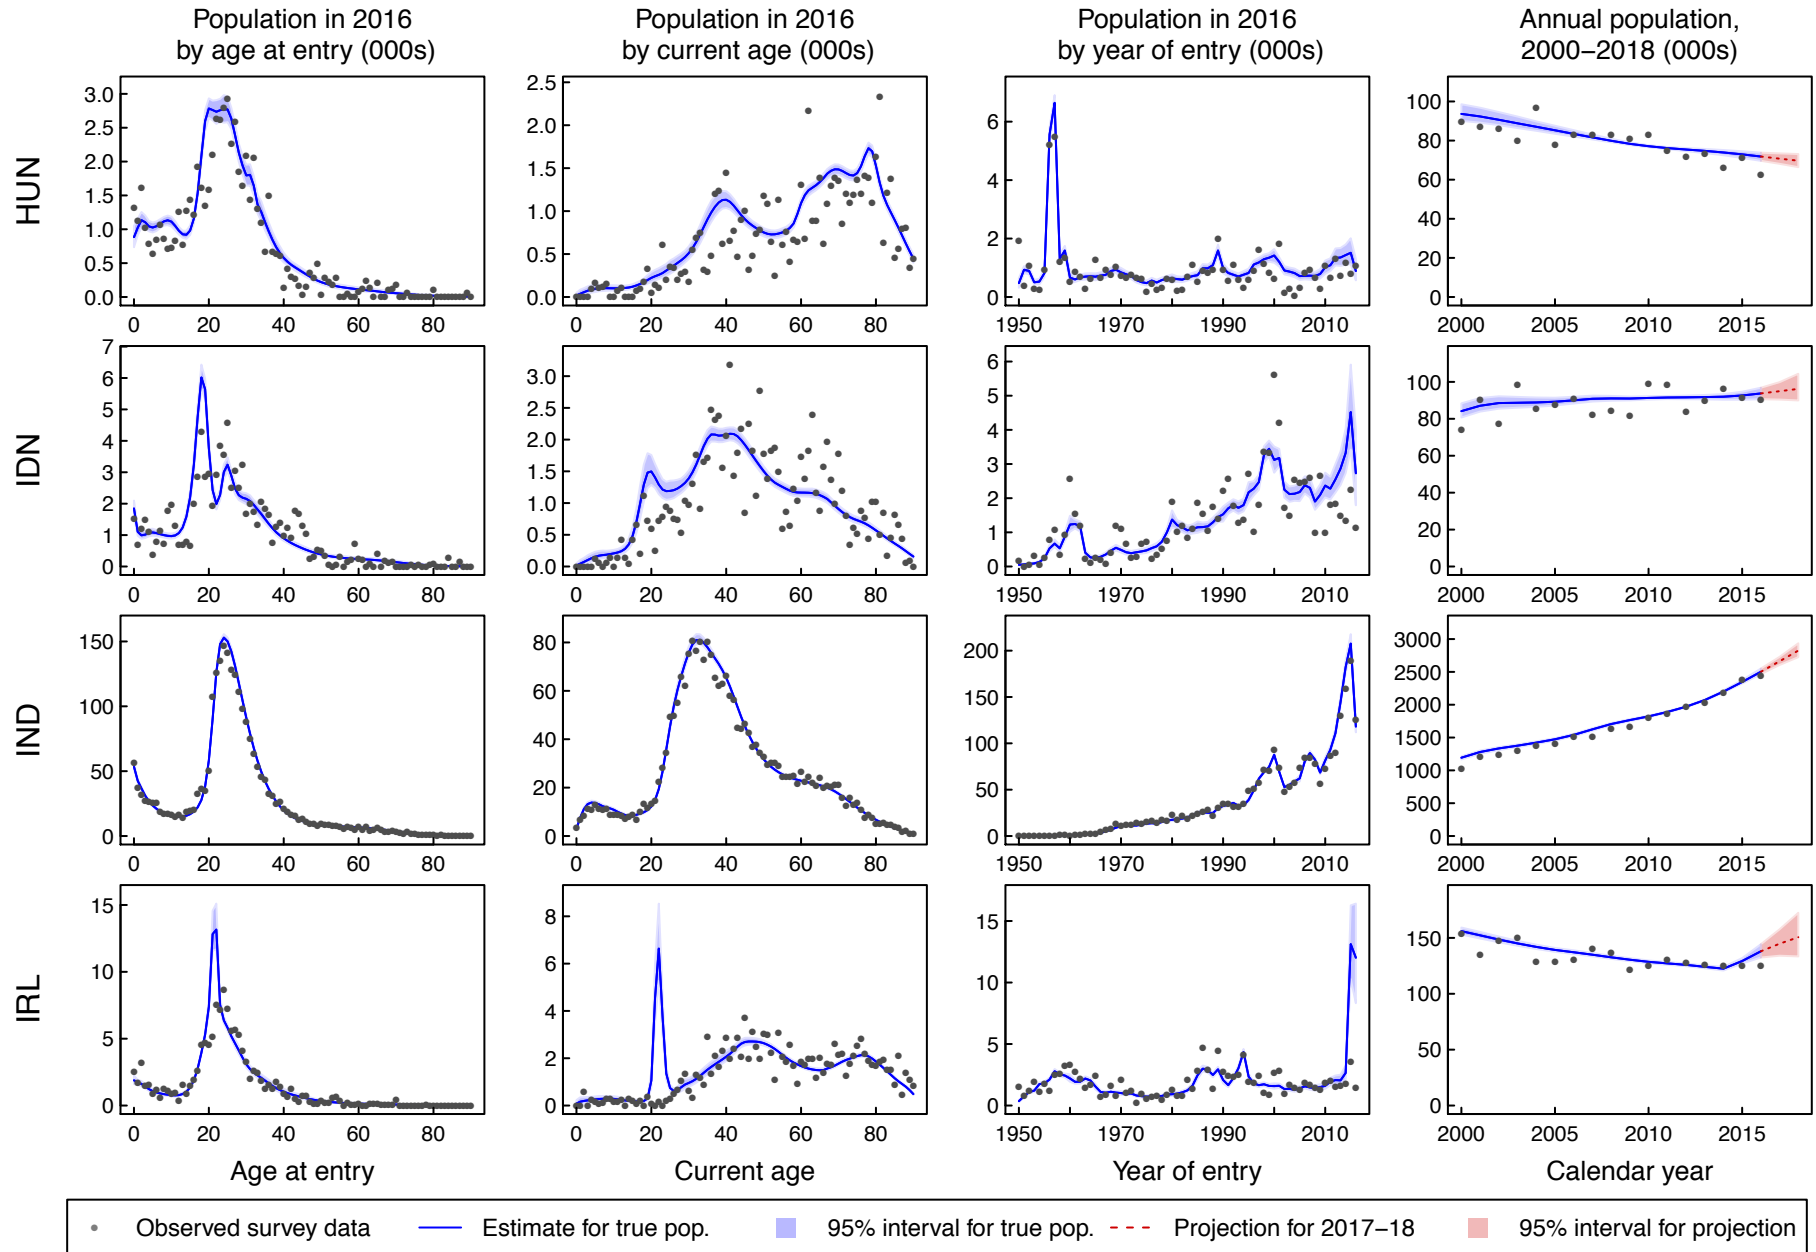 Population in 2016 by age at entry (000s)
Population in 2016 by current age (000s)
Population in 2016 by year of entry (000s)
Annual population, 2000−2018 (000s)
HUN
0.0 0.5 1.0 1.5 2.0 2.5 3.0
0 20 40 60 80
0.0 0.5 1.0 1.5 2.0 2.5
0 20 40 60 80
0 2 4 6
1950 1970 1990 2010
0 20 40 60 80 100
2000 2005 2010 2015
IDN
0 1 2 3 4 5 6 7
0 20 40 60 80
0.0 0.5 1.0 1.5 2.0 2.5 3.0
0 20 40 60 80
0 1 2 3 4 5 6
1950 1970 1990 2010
0 20 40 60 80 100
2000 2005 2010 2015
IND
0 50 100 150
0 20 40 60 80
0 20 40 60 80
0 20 40 60 80
0 50 100 150 200
1950 1970 1990 2010
0 500 1000 1500 2000 2500 3000
2000 2005 2010 2015
IRL
0 5 10 15
0 20 40 60 80
0 2 4 6 8
0 20 40 60 80
0 5 10 15
1950 1970 1990 2010
0 50 100 150
2000 2005 2010 2015
Age at entry
Current age
Year of entry
Calendar year
Observed survey data
Estimate for true pop.
95% interval for true pop.
Projection for 2017−18
95% interval for projection